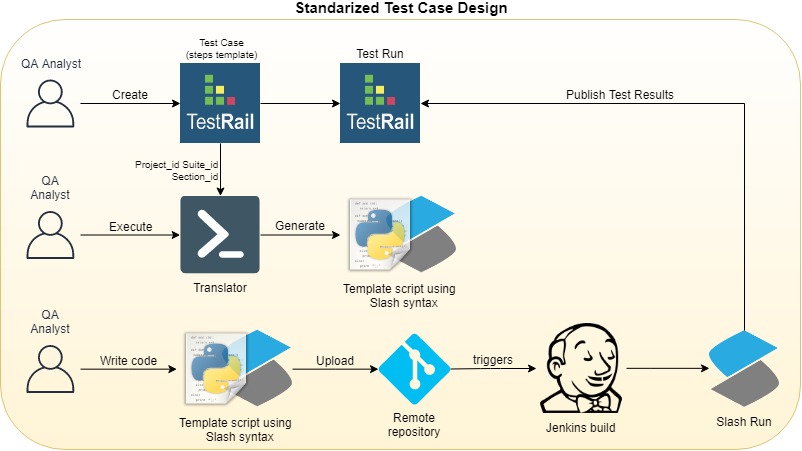 Standarized Test Case Design
QA Analyst
Create
Test Case
(steps template)
TestRail
Test Run
TestRail
Publish Test Results
Project_id Suite_id
Section_id
QA
Analyst
Execute
Translator
Generate
Template script using
Slash syntax
QA
Analyst
Write code
Template script using
Slash syntax
Upload
Remote
repository
triggers
Jenkins build
Slash Run